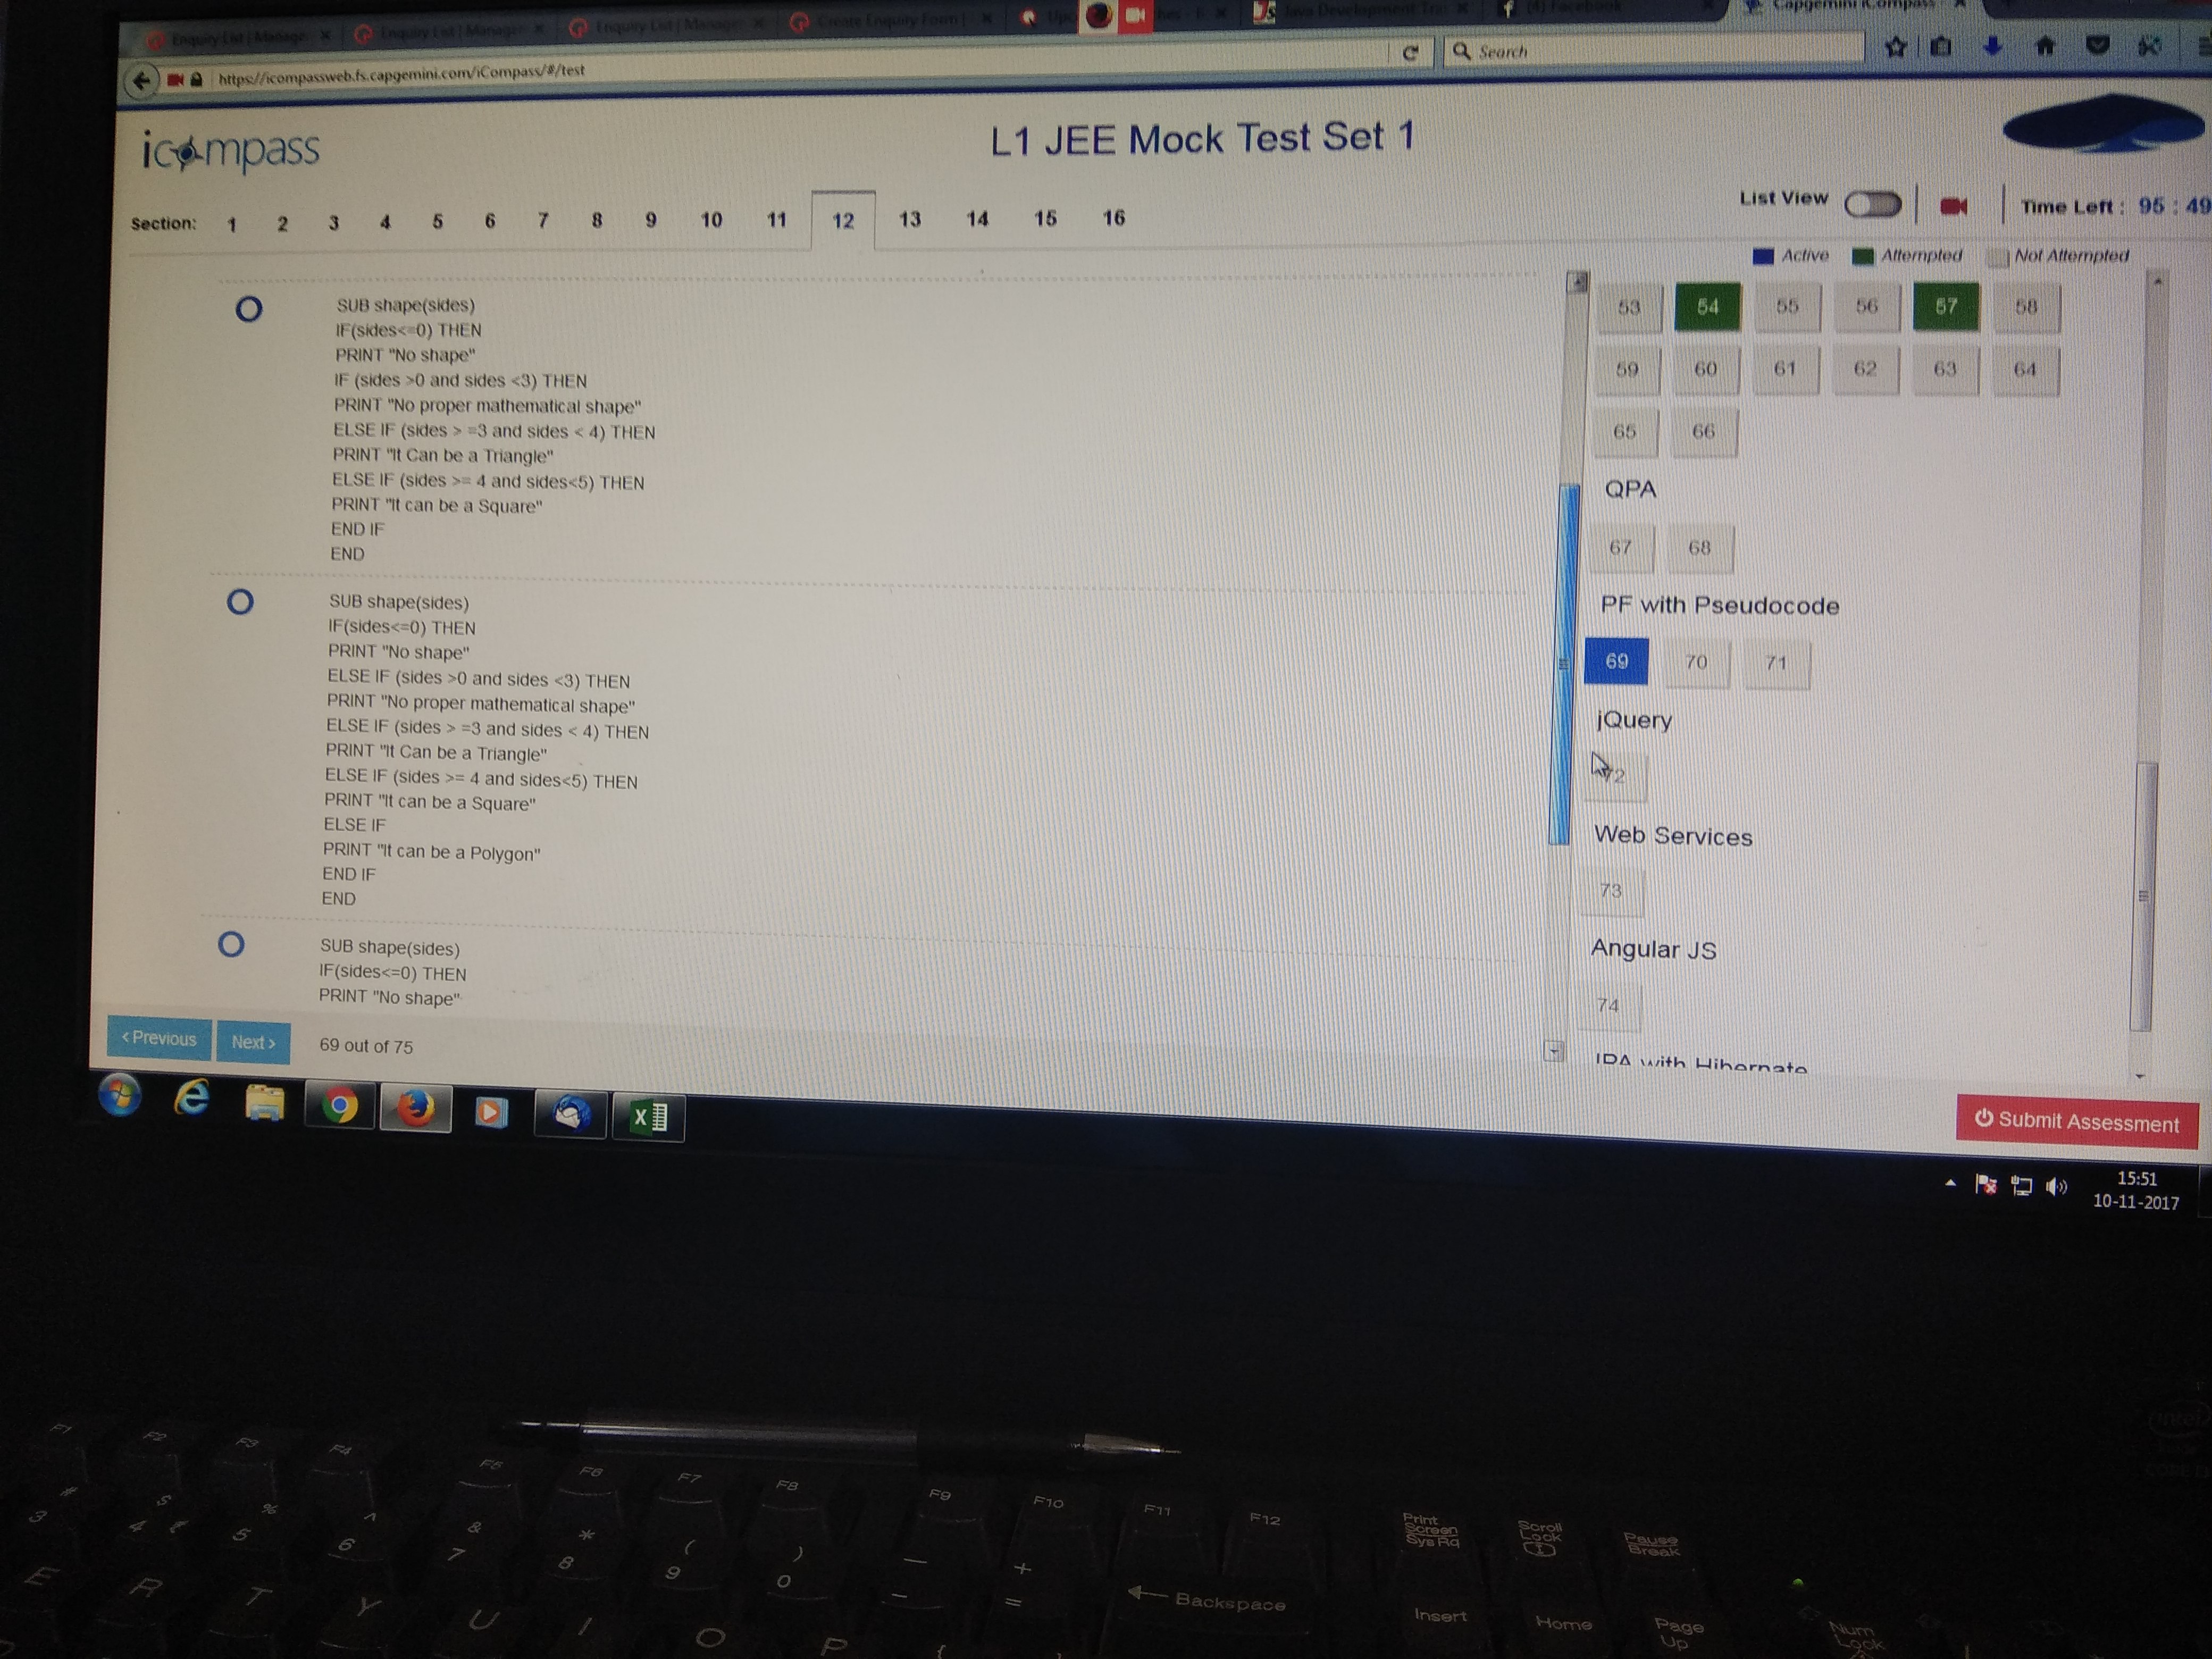 Enquiry List | Manage
Enquiry List | Manage
Enquiry List | Manage
Create Enquiry Form |
Java Development
(4) Facebook
Capgemini iCompass
https://icompassweb.fs.capgemini.com/iCompass/#/test
Search
icompass
L1 JEE Mock Test Set 1
List View
Time Left : 95 : 49
Section: 1 2 3 4 5 6 7 8 9 10 11 12 13 14 15 16
Active Attempted Not Attempted
SUB shape(sides)
IF(sides<=0) THEN
PRINT "No shape"
IF (sides >0 and sides <3) THEN
PRINT "No proper mathematical shape"
ELSE IF (sides > =3 and sides < 4) THEN
PRINT "It Can be a Triangle"
ELSE IF (sides >= 4 and sides<5) THEN
PRINT "It can be a Square"
END IF
END
SUB shape(sides)
IF(sides<=0) THEN
PRINT "No shape"
ELSE IF (sides >0 and sides <3) THEN
PRINT "No proper mathematical shape"
ELSE IF (sides > =3 and sides < 4) THEN
PRINT "It Can be a Triangle"
ELSE IF (sides >= 4 and sides<5) THEN
PRINT "It can be a Square"
ELSE IF
PRINT "It can be a Polygon"
END IF
END
SUB shape(sides)
IF(sides<=0) THEN
PRINT "No shape"
53 54 55 56 57 58
59 60 61 62 63 64
65 66
QPA
67 68
PF with Pseudocode
69 70 71
jQuery
72
Web Services
73
Angular JS
74
JPA with Hibernate
< Previous
Next >
69 out of 75
Submit Assessment
15:51
10-11-2017
F1 F2 F3 F4 F5 F6 F7 F8 F9 F10 F11 F12
Print
Screen
Sys Rq
Scroll
Lock
Pause
Break
# 3
$ 4 ₹
% 5
^ 6
& 7
* 8
( 9
) 0
_ -
+ =
← Backspace
Insert
Home
Page
Up
Num
Lock
E R T Y U I O P {